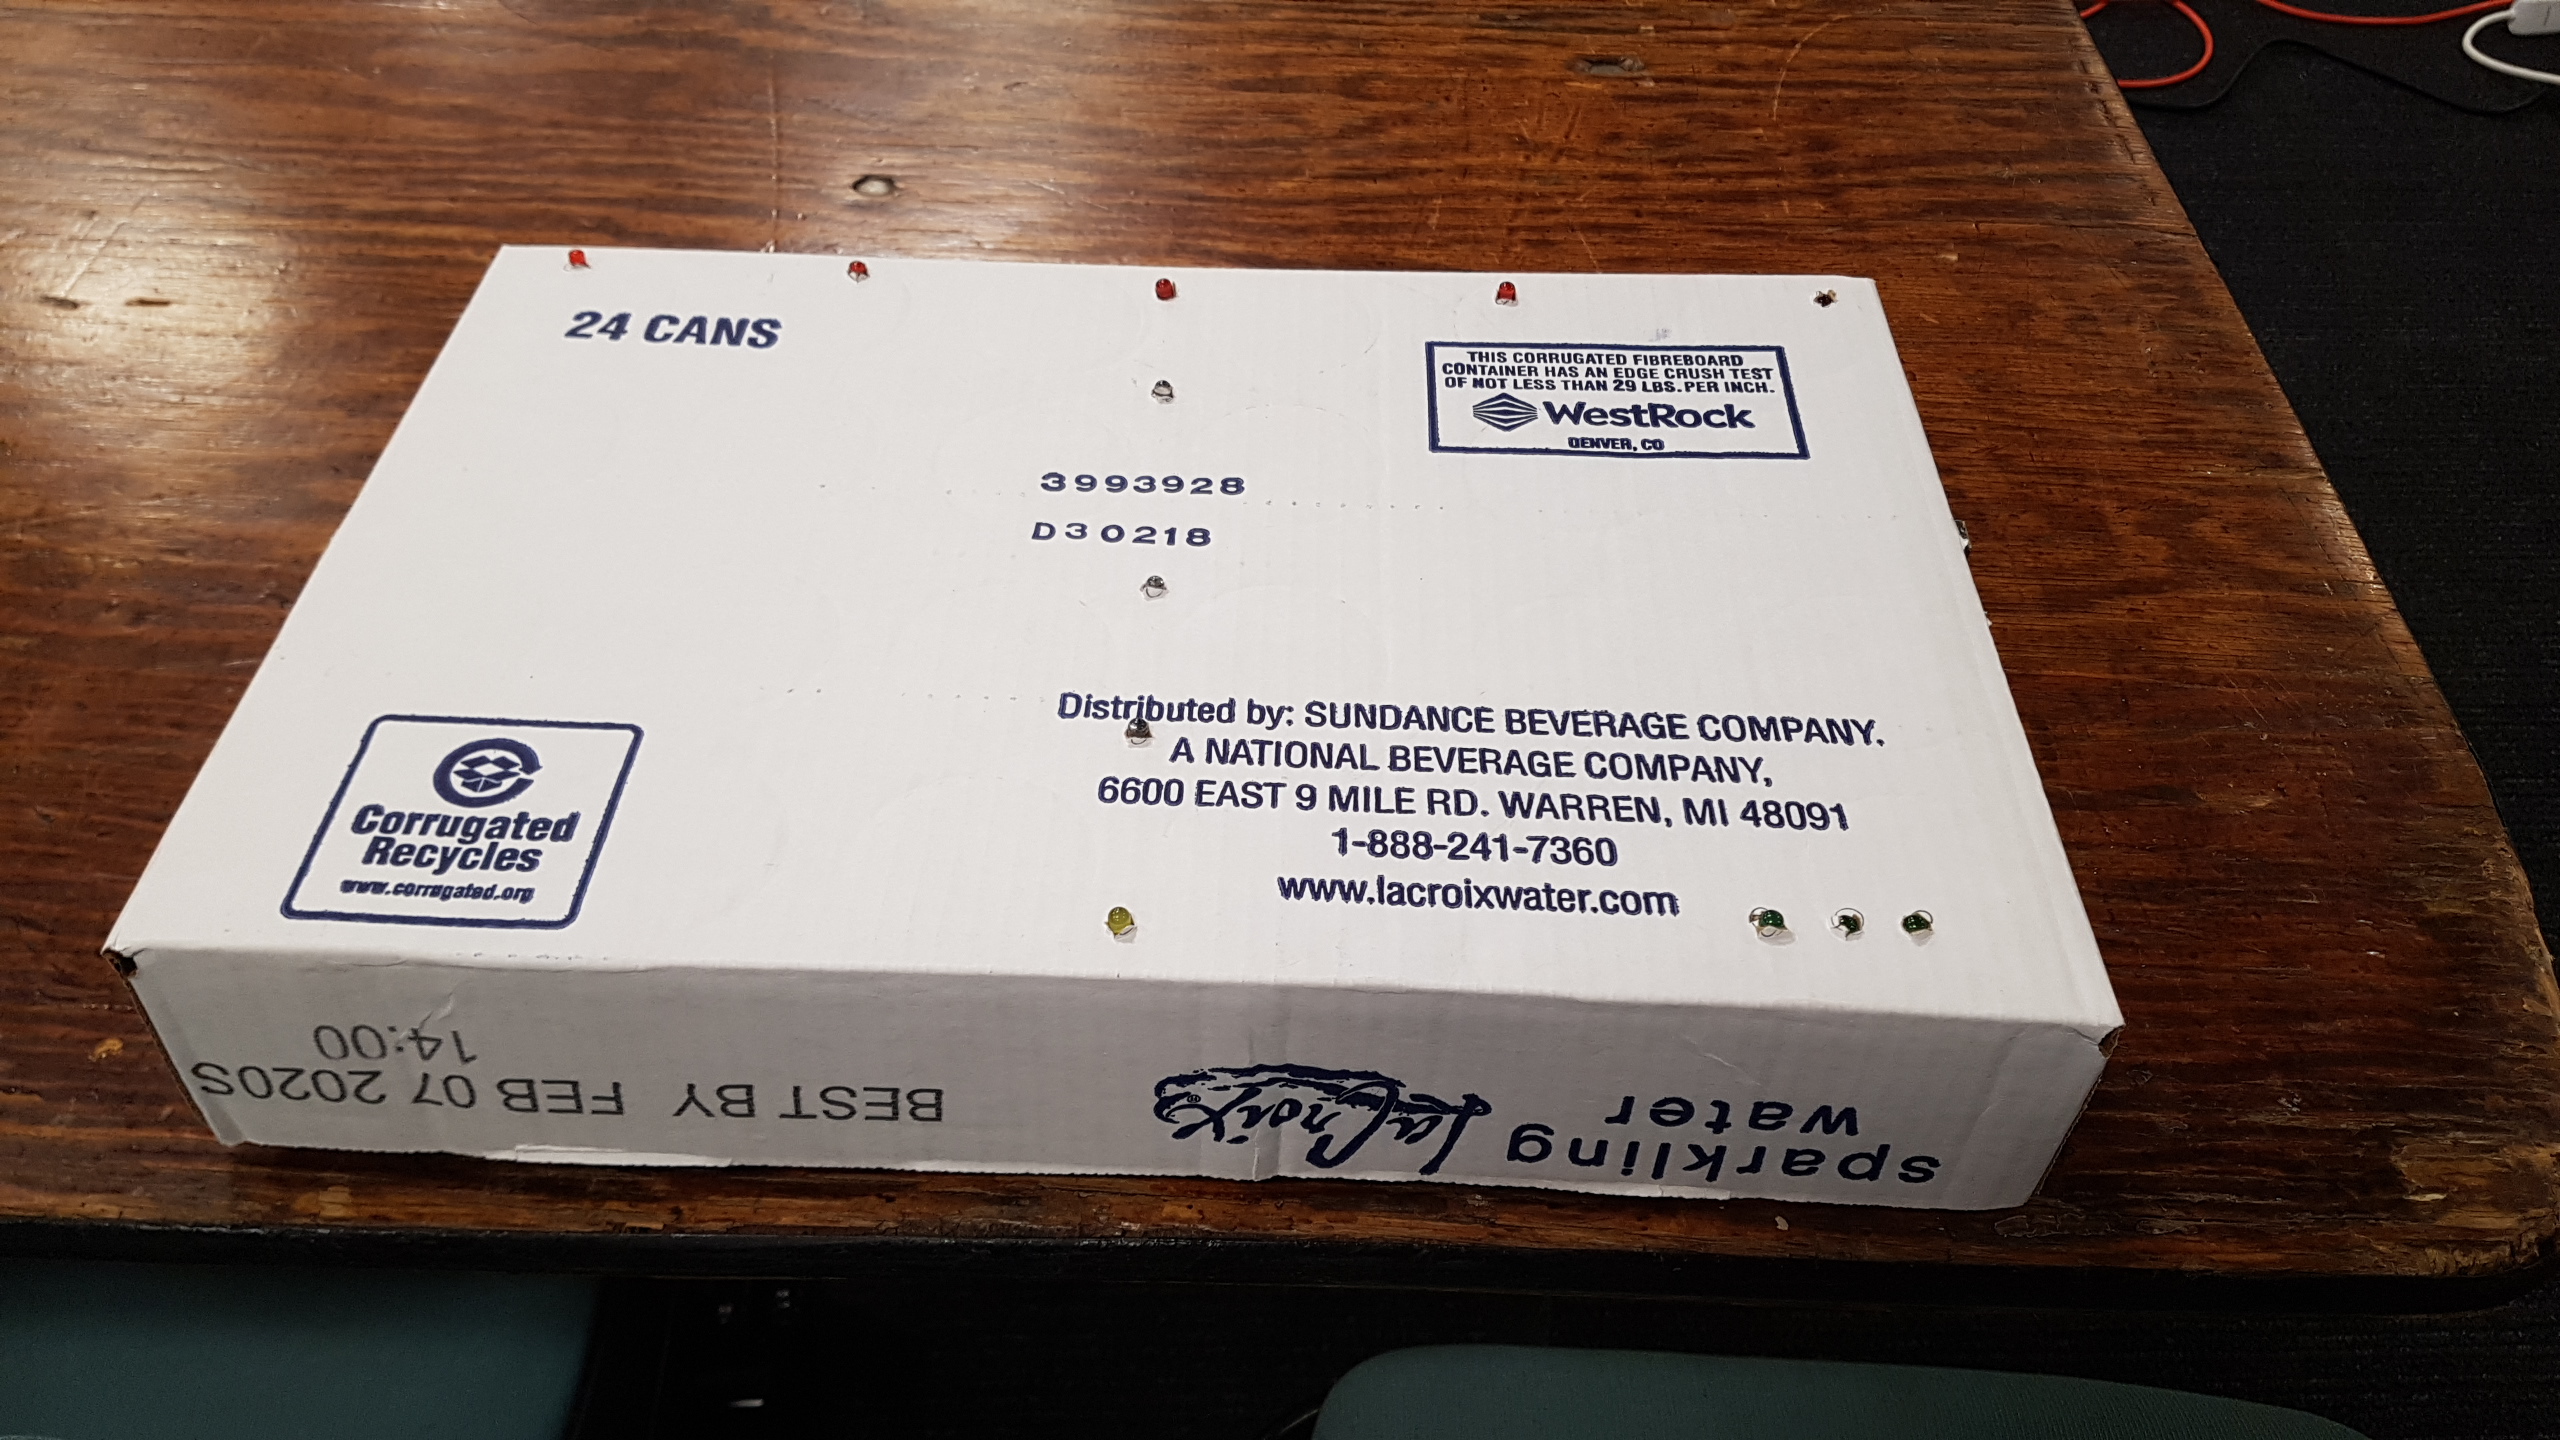 24 CANS
THIS CORRUGATED FIBREBOARD
CONTAINER HAS AN EDGE CRUSH TEST
OF NOT LESS THAN 29 LBS. PER INCH.
WestRock
DENVER, CO
3993928
D30218
Distributed by: SUNDANCE BEVERAGE COMPANY,
A NATIONAL BEVERAGE COMPANY,
6600 EAST 9 MILE RD. WARREN, MI 48091
1-888-241-7360
www.lacroixwater.com
Corrugated
Recycles
www.corrugated.org
sparkling
water
LaCroix®
BEST BY FEB 07 2020S
14:00